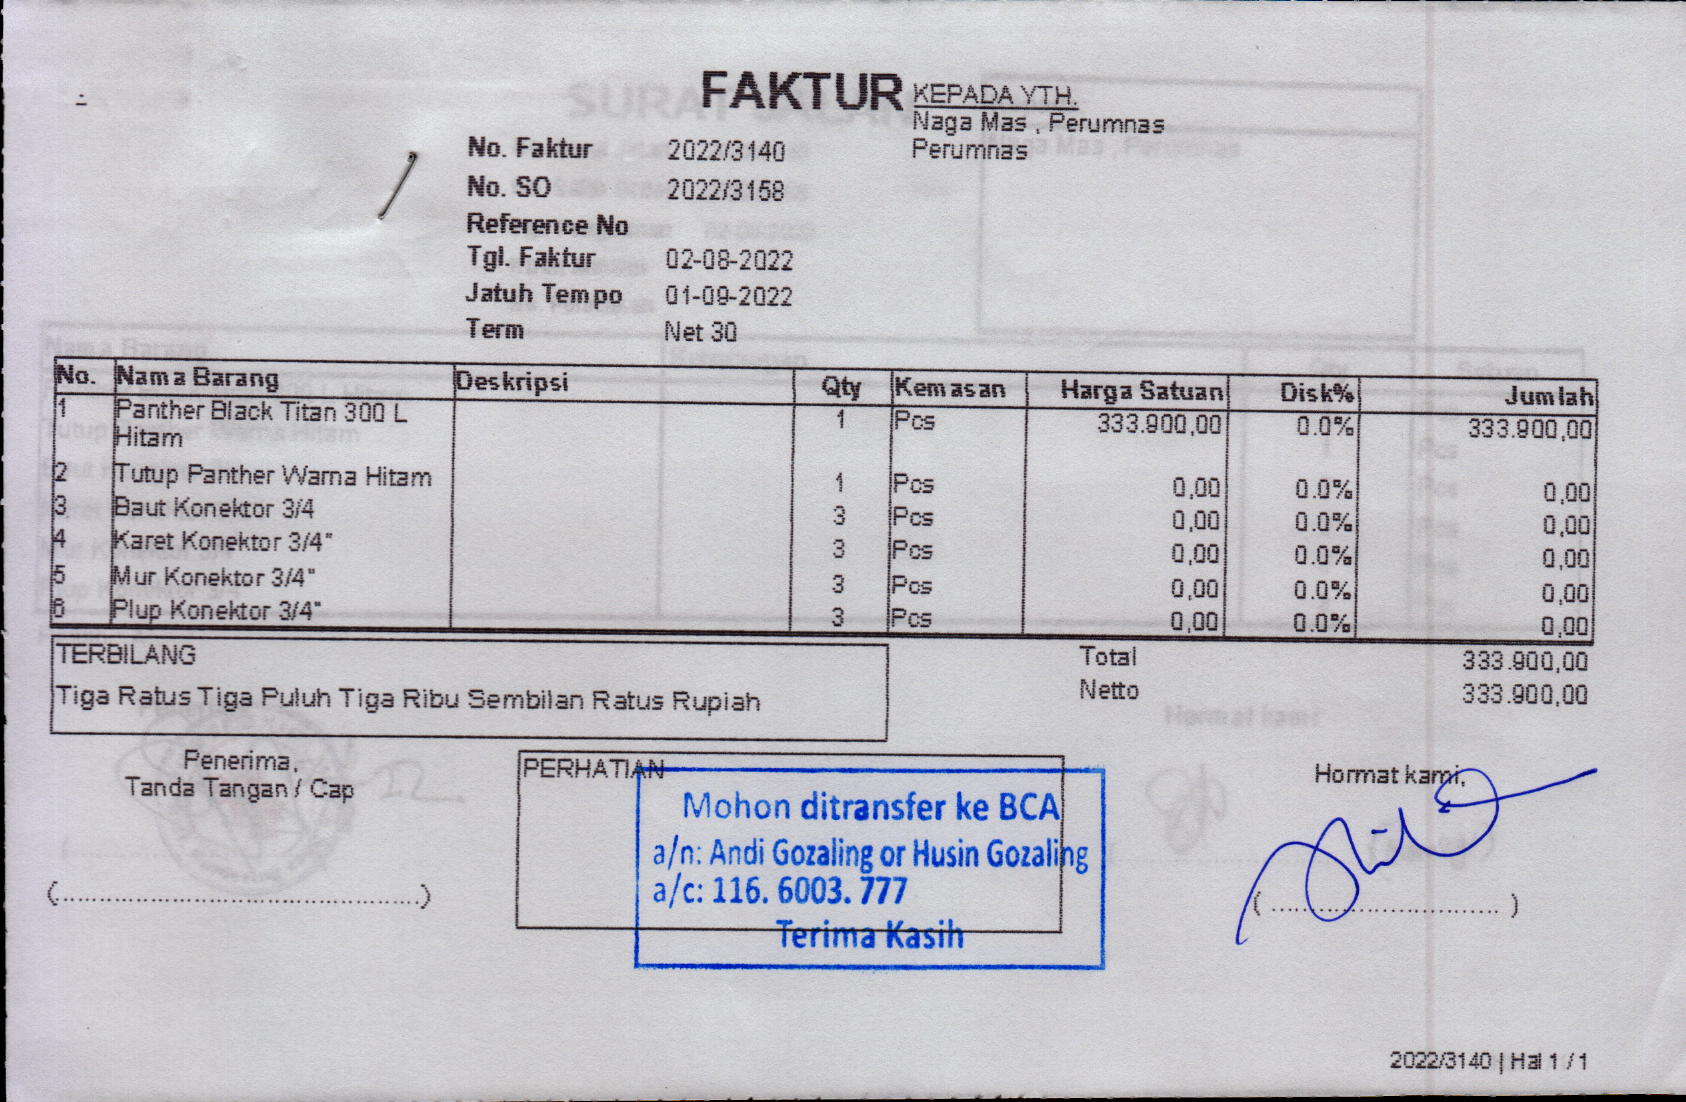 FAKTUR
KEPADA YTH.
Naga Mas , Perumnas
Perumnas
No. Faktur 2022/3140
No. SO 2022/3158
Reference No
Tgl. Faktur 02-08-2022
Jatuh Tempo 01-09-2022
Term Net 30
No. Nama Barang Deskripsi Qty Kemasan Harga Satuan Disk% Jumlah
1 Panther Black Titan 300 L 1 Pcs 333.900,00 0.0% 333.900,00
Hitam
2 Tutup Panther Warna Hitam 1 Pcs 0,00 0.0% 0,00
3 Baut Konektor 3/4 3 Pcs 0,00 0.0% 0,00
4 Karet Konektor 3/4" 3 Pcs 0,00 0.0% 0,00
5 Mur Konektor 3/4" 3 Pcs 0,00 0.0% 0,00
6 Plup Konektor 3/4" 3 Pcs 0,00 0.0% 0,00
TERBILANG
Tiga Ratus Tiga Puluh Tiga Ribu Sembilan Ratus Rupiah
Total 333.900,00
Netto 333.900,00
Penerima,
Tanda Tangan / Cap
(................................................)
PERHATIAN
Mohon ditransfer ke BCA
a/n: Andi Gozaling or Husin Gozaling
a/c: 116. 6003. 777
Terima Kasih
Hormat kami,
( ................................ )
2022/3140 | Hal 1 / 1